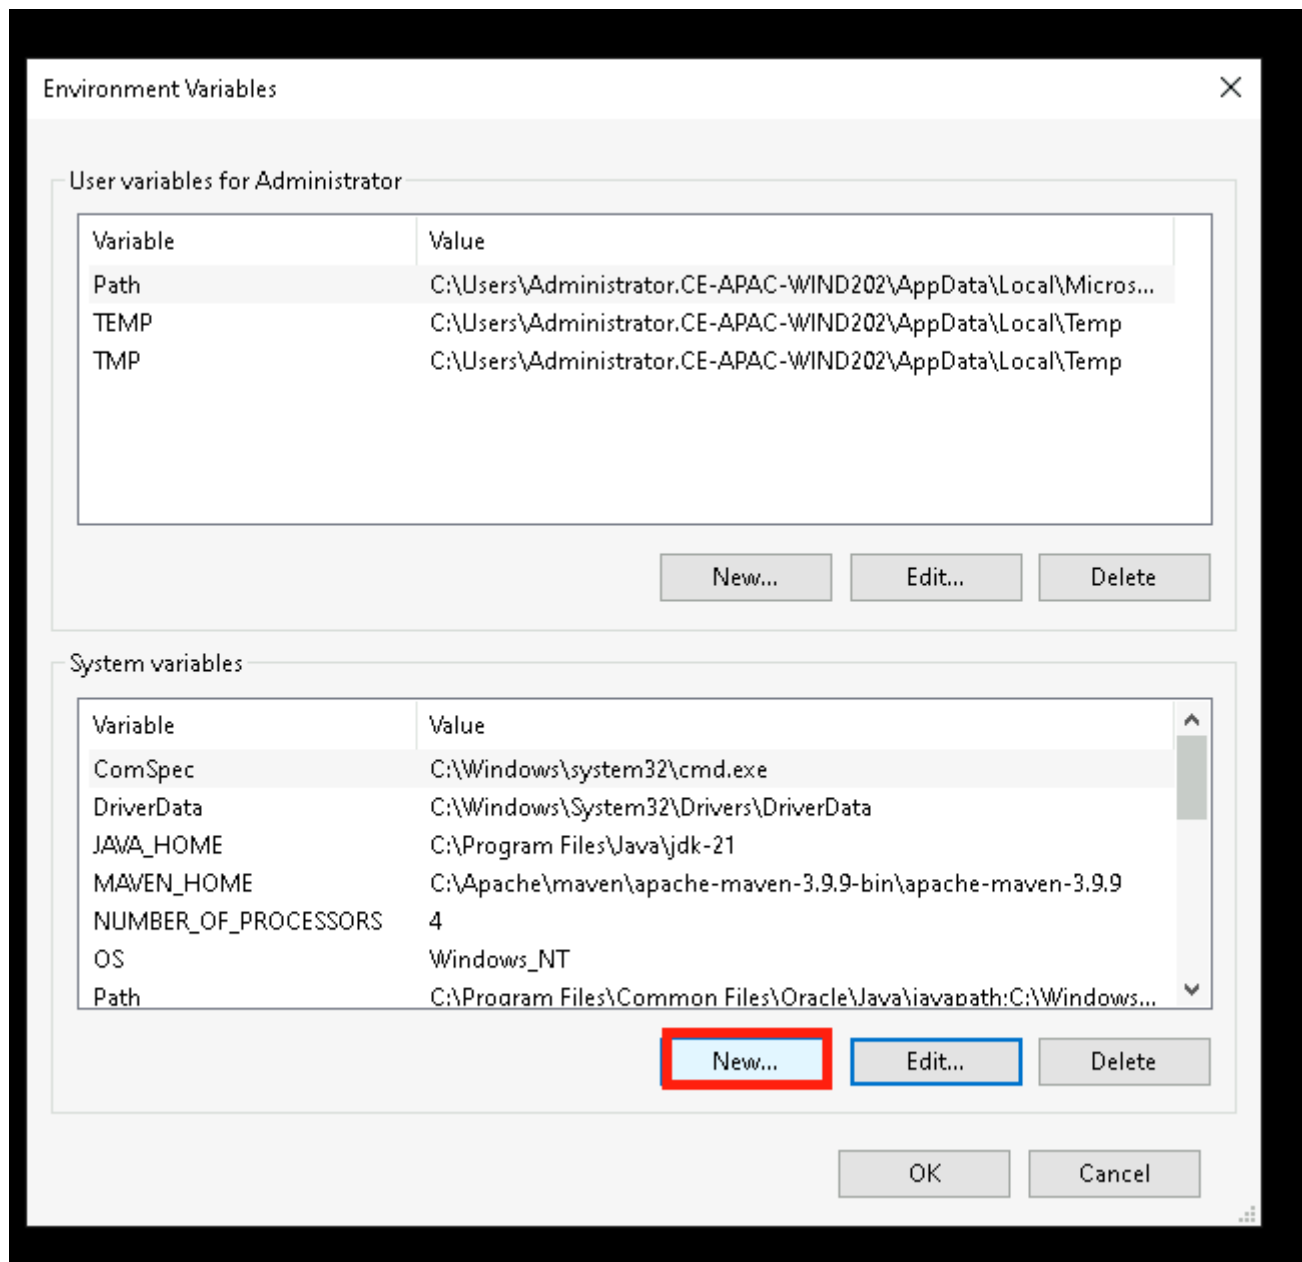 Environment Variables
User variables for Administrator
Variable Value
Path C:\Users\Administrator.CE-APAC-WIND202\AppData\Local\Micros...
TEMP C:\Users\Administrator.CE-APAC-WIND202\AppData\Local\Temp
TMP C:\Users\Administrator.CE-APAC-WIND202\AppData\Local\Temp
New... Edit... Delete
System variables
Variable Value
ComSpec C:\Windows\system32\cmd.exe
DriverData C:\Windows\System32\Drivers\DriverData
JAVA_HOME C:\Program Files\Java\jdk-21
MAVEN_HOME C:\Apache\maven\apache-maven-3.9.9-bin\apache-maven-3.9.9
NUMBER_OF_PROCESSORS 4
OS Windows_NT
Path C:\Program Files\Common Files\Oracle\Java\javapath;C:\Windows...
New... Edit... Delete
OK Cancel